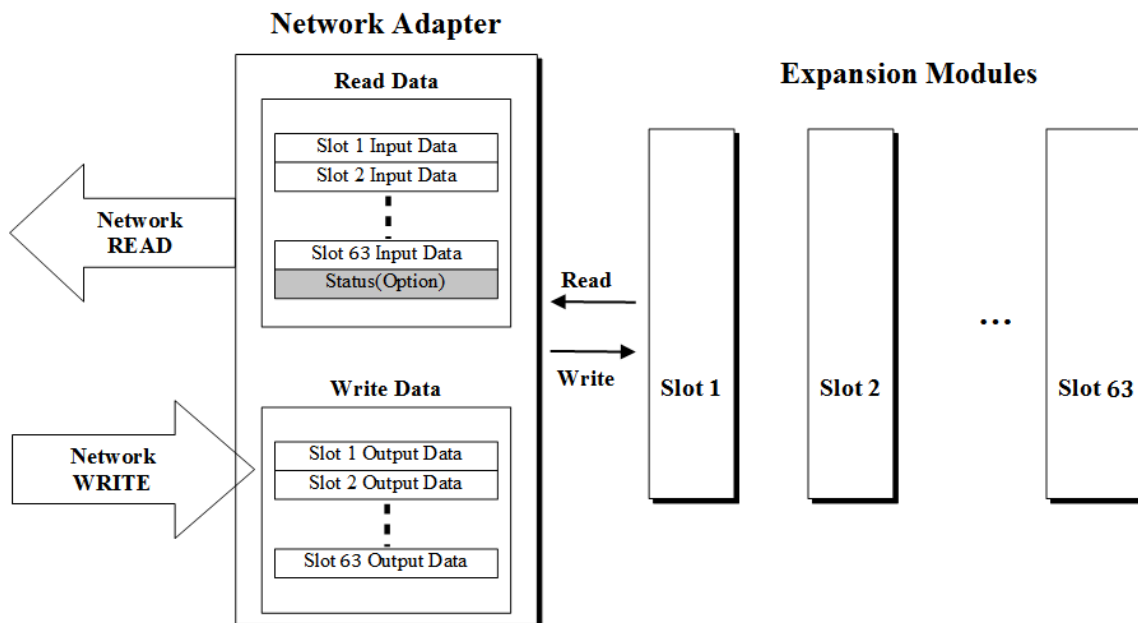 Network Adapter
Read Data
Slot 1 Input Data
Slot 2 Input Data
Slot 63 Input Data
Status(Option)
Network
READ
Write Data
Slot 1 Output Data
Slot 2 Output Data
Slot 63 Output Data
Network
WRITE
Read
Write
Expansion Modules
Slot 1
Slot 2
...
Slot 63